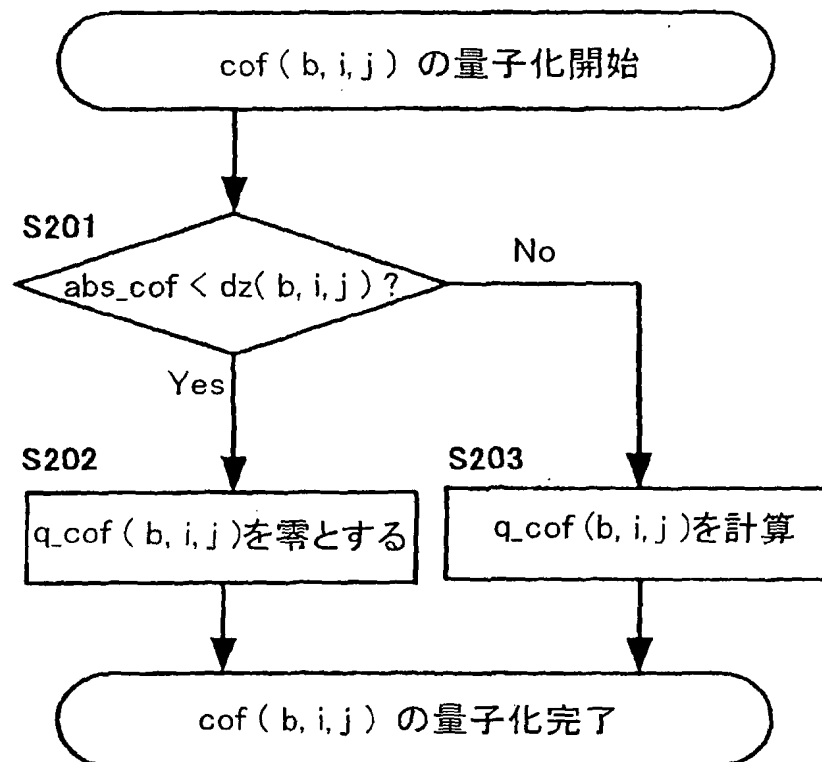 cof ( b, i, j ) の量子化開始
S201
abs_cof < dz( b, i, j ) ?
No
Yes
S202
S203
q_cof ( b, i, j )を零とする
q_cof (b, i, j )を計算
cof ( b, i, j ) の量子化完了